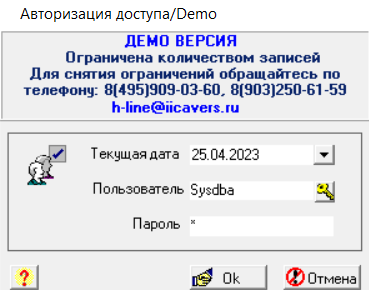 Авторизация доступа/Demo
ДЕМО ВЕРСИЯ
Ограничена количеством записей
Для снятия ограничений обращайтесь по
телефону: 8(495)909-03-60, 8(903)250-61-59
h-line@iicavers.ru
Текущая дата 25.04.2023
Пользователь Sysdba
Пароль *
? Ok Отмена